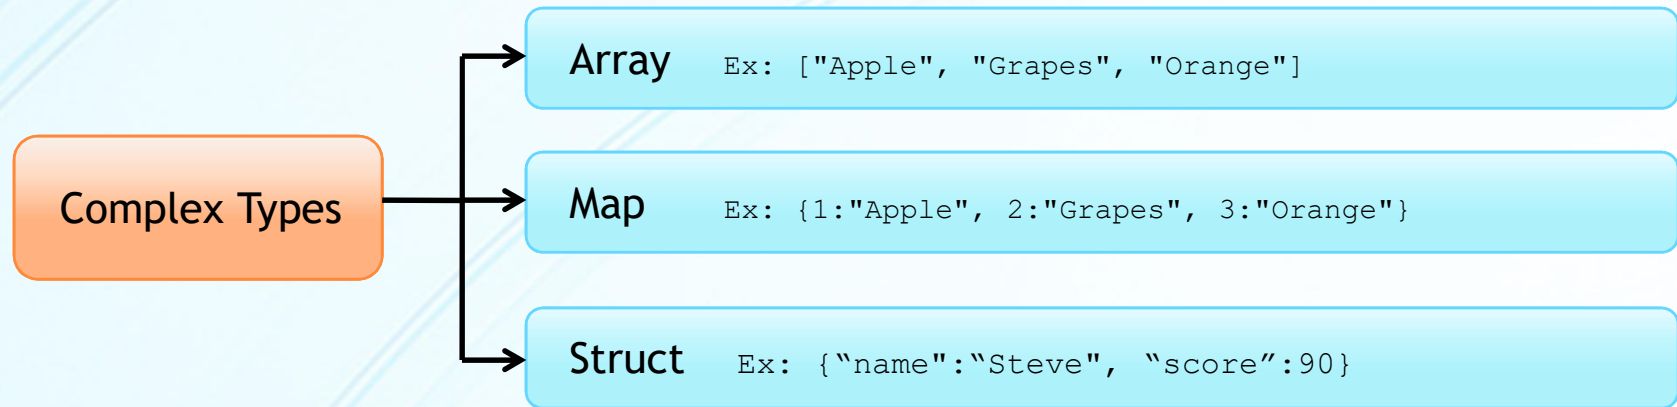 Array Ex: ["Apple", "Grapes", "Orange"]
Complex Types
Map Ex: {1:"Apple", 2:"Grapes", 3:"Orange"}
Struct Ex: {“name":“Steve", “score”:90}